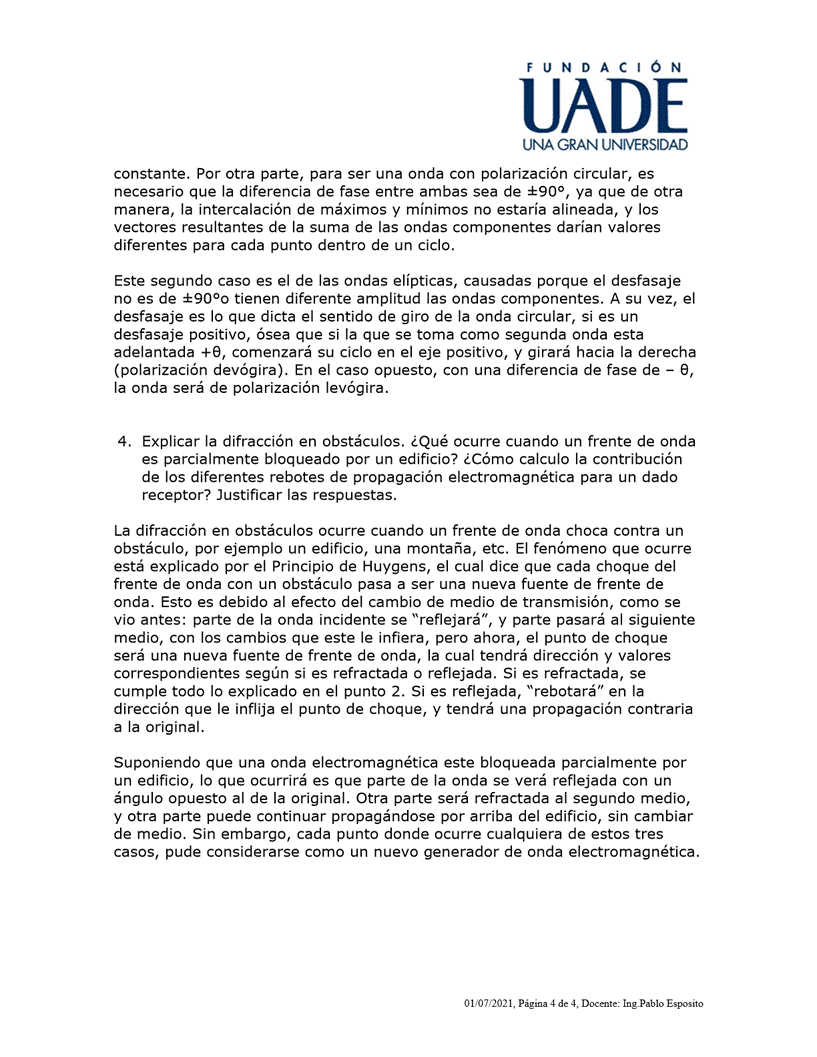 FUNDACIÓN
UADE
UNA GRAN UNIVERSIDAD
constante. Por otra parte, para ser una onda con polarización circular, es
necesario que la diferencia de fase entre ambas sea de ±90°, ya que de otra
manera, la intercalación de máximos y mínimos no estaría alineada, y los
vectores resultantes de la suma de las ondas componentes darían valores
diferentes para cada punto dentro de un ciclo.
Este segundo caso es el de las ondas elípticas, causadas porque el desfasaje
no es de ±90°o tienen diferente amplitud las ondas componentes. A su vez, el
desfasaje es lo que dicta el sentido de giro de la onda circular, si es un
desfasaje positivo, ósea que si la que se toma como segunda onda esta
adelantada +θ, comenzará su ciclo en el eje positivo, y girará hacia la derecha
(polarización devógira). En el caso opuesto, con una diferencia de fase de – θ,
la onda será de polarización levógira.
4. Explicar la difracción en obstáculos. ¿Qué ocurre cuando un frente de onda
es parcialmente bloqueado por un edificio? ¿Cómo calculo la contribución
de los diferentes rebotes de propagación electromagnética para un dado
receptor? Justificar las respuestas.
La difracción en obstáculos ocurre cuando un frente de onda choca contra un
obstáculo, por ejemplo un edificio, una montaña, etc. El fenómeno que ocurre
está explicado por el Principio de Huygens, el cual dice que cada choque del
frente de onda con un obstáculo pasa a ser una nueva fuente de frente de
onda. Esto es debido al efecto del cambio de medio de transmisión, como se
vio antes: parte de la onda incidente se “reflejará”, y parte pasará al siguiente
medio, con los cambios que este le infiera, pero ahora, el punto de choque
será una nueva fuente de frente de onda, la cual tendrá dirección y valores
correspondientes según si es refractada o reflejada. Si es refractada, se
cumple todo lo explicado en el punto 2. Si es reflejada, “rebotará” en la
dirección que le inflija el punto de choque, y tendrá una propagación contraria
a la original.
Suponiendo que una onda electromagnética este bloqueada parcialmente por
un edificio, lo que ocurrirá es que parte de la onda se verá reflejada con un
ángulo opuesto al de la original. Otra parte será refractada al segundo medio,
y otra parte puede continuar propagándose por arriba del edificio, sin cambiar
de medio. Sin embargo, cada punto donde ocurre cualquiera de estos tres
casos, pude considerarse como un nuevo generador de onda electromagnética.
01/07/2021, Página 4 de 4, Docente: Ing.Pablo Esposito